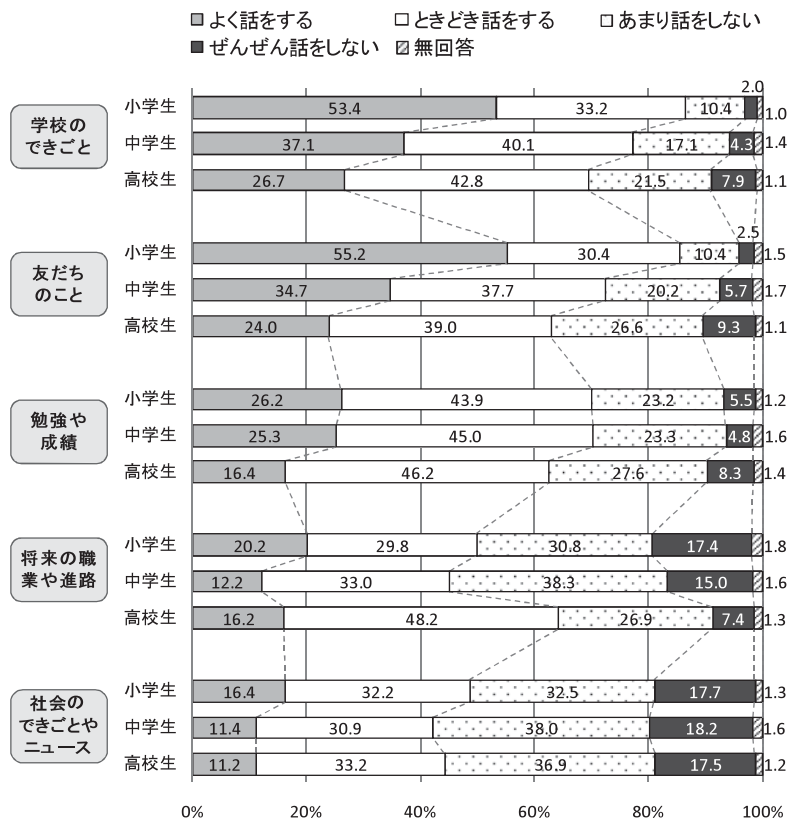 よく話をする ときどき話をする あまり話をしない
ぜんぜん話をしない 無回答
学校の
できごと
小学生 53.4 33.2 10.4 2.0 1.0
中学生 37.1 40.1 17.1 4.3 1.4
高校生 26.7 42.8 21.5 7.9 1.1
友だち
のこと
小学生 55.2 30.4 10.4 2.5 1.5
中学生 34.7 37.7 20.2 5.7 1.7
高校生 24.0 39.0 26.6 9.3 1.1
勉強や
成績
小学生 26.2 43.9 23.2 5.5 1.2
中学生 25.3 45.0 23.3 4.8 1.6
高校生 16.4 46.2 27.6 8.3 1.4
将来の職
業や進路
小学生 20.2 29.8 30.8 17.4 1.8
中学生 12.2 33.0 38.3 15.0 1.6
高校生 16.2 48.2 26.9 7.4 1.3
社会の
できごとや
ニュース
小学生 16.4 32.2 32.5 17.7 1.3
中学生 11.4 30.9 38.0 18.2 1.6
高校生 11.2 33.2 36.9 17.5 1.2
0% 20% 40% 60% 80% 100%